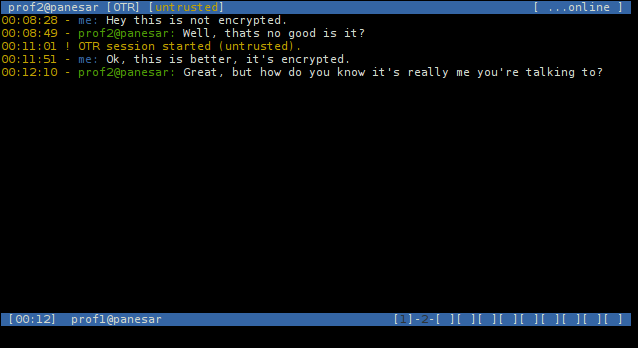 prof2@panesar [OTR] [untrusted] [ ...online ]
00:08:28 - me: Hey this is not encrypted.
00:08:49 - prof2@panesar: Well, thats no good is it?
00:11:01 ! OTR session started (untrusted).
00:11:51 - me: Ok, this is better, it's encrypted.
00:12:10 - prof2@panesar: Great, but how do you know it's really me you're talking to?
[00:12] prof1@panesar [1]-2-[ ][ ][ ][ ][ ][ ][ ][ ][ ]